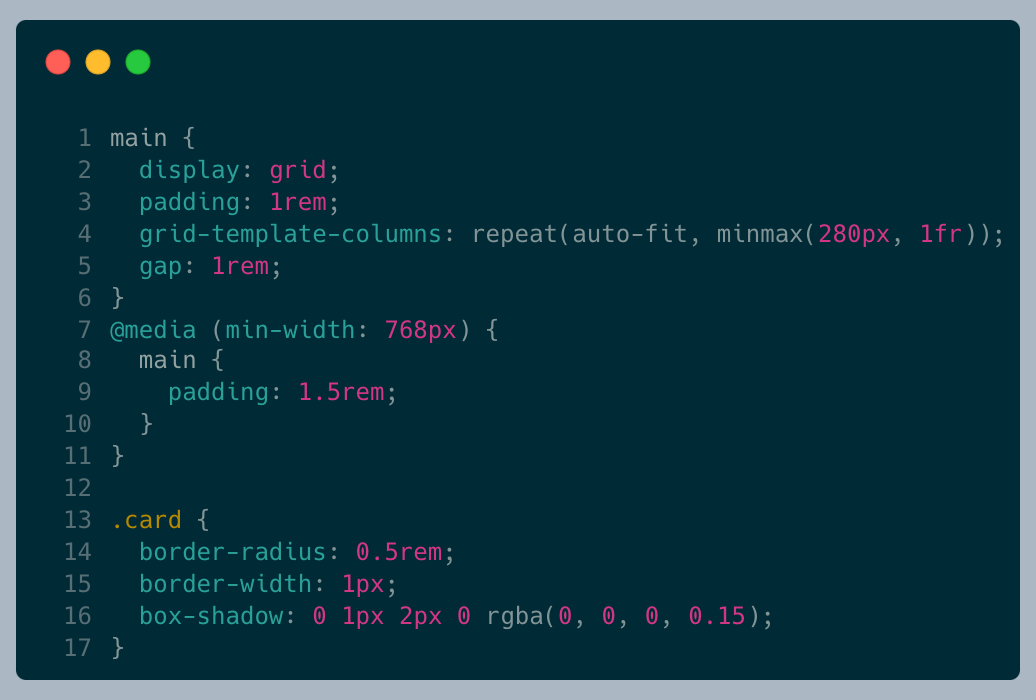 1 main {
2   display: grid;
3   padding: 1rem;
4   grid-template-columns: repeat(auto-fit, minmax(280px, 1fr));
5   gap: 1rem;
6 }
7 @media (min-width: 768px) {
8   main {
9     padding: 1.5rem;
10   }
11 }
12
13 .card {
14   border-radius: 0.5rem;
15   border-width: 1px;
16   box-shadow: 0 1px 2px 0 rgba(0, 0, 0, 0.15);
17 }